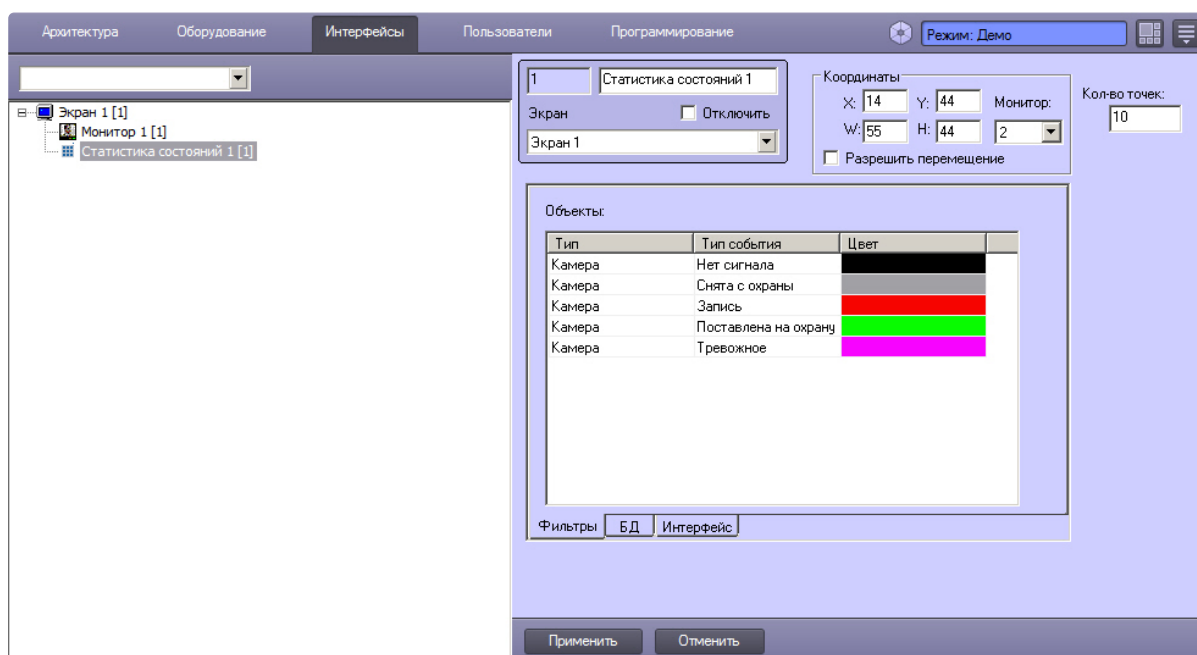 Архитектура Оборудование Интерфейсы Пользователи Программирование Режим: Демо
Экран 1 [1]
Монитор 1 [1]
Статистика состояний 1 [1]
1 Статистика состояний 1
Экран Отключить
Экран 1
Координаты
X: 14 Y: 44 Монитор:
W: 55 H: 44 2
Разрешить перемещение
Кол-во точек:
10
Объекты:
Тип Тип события Цвет
Камера Нет сигнала
Камера Снята с охраны
Камера Запись
Камера Поставлена на охрану
Камера Тревожное
Фильтры БД Интерфейс
Применить Отменить